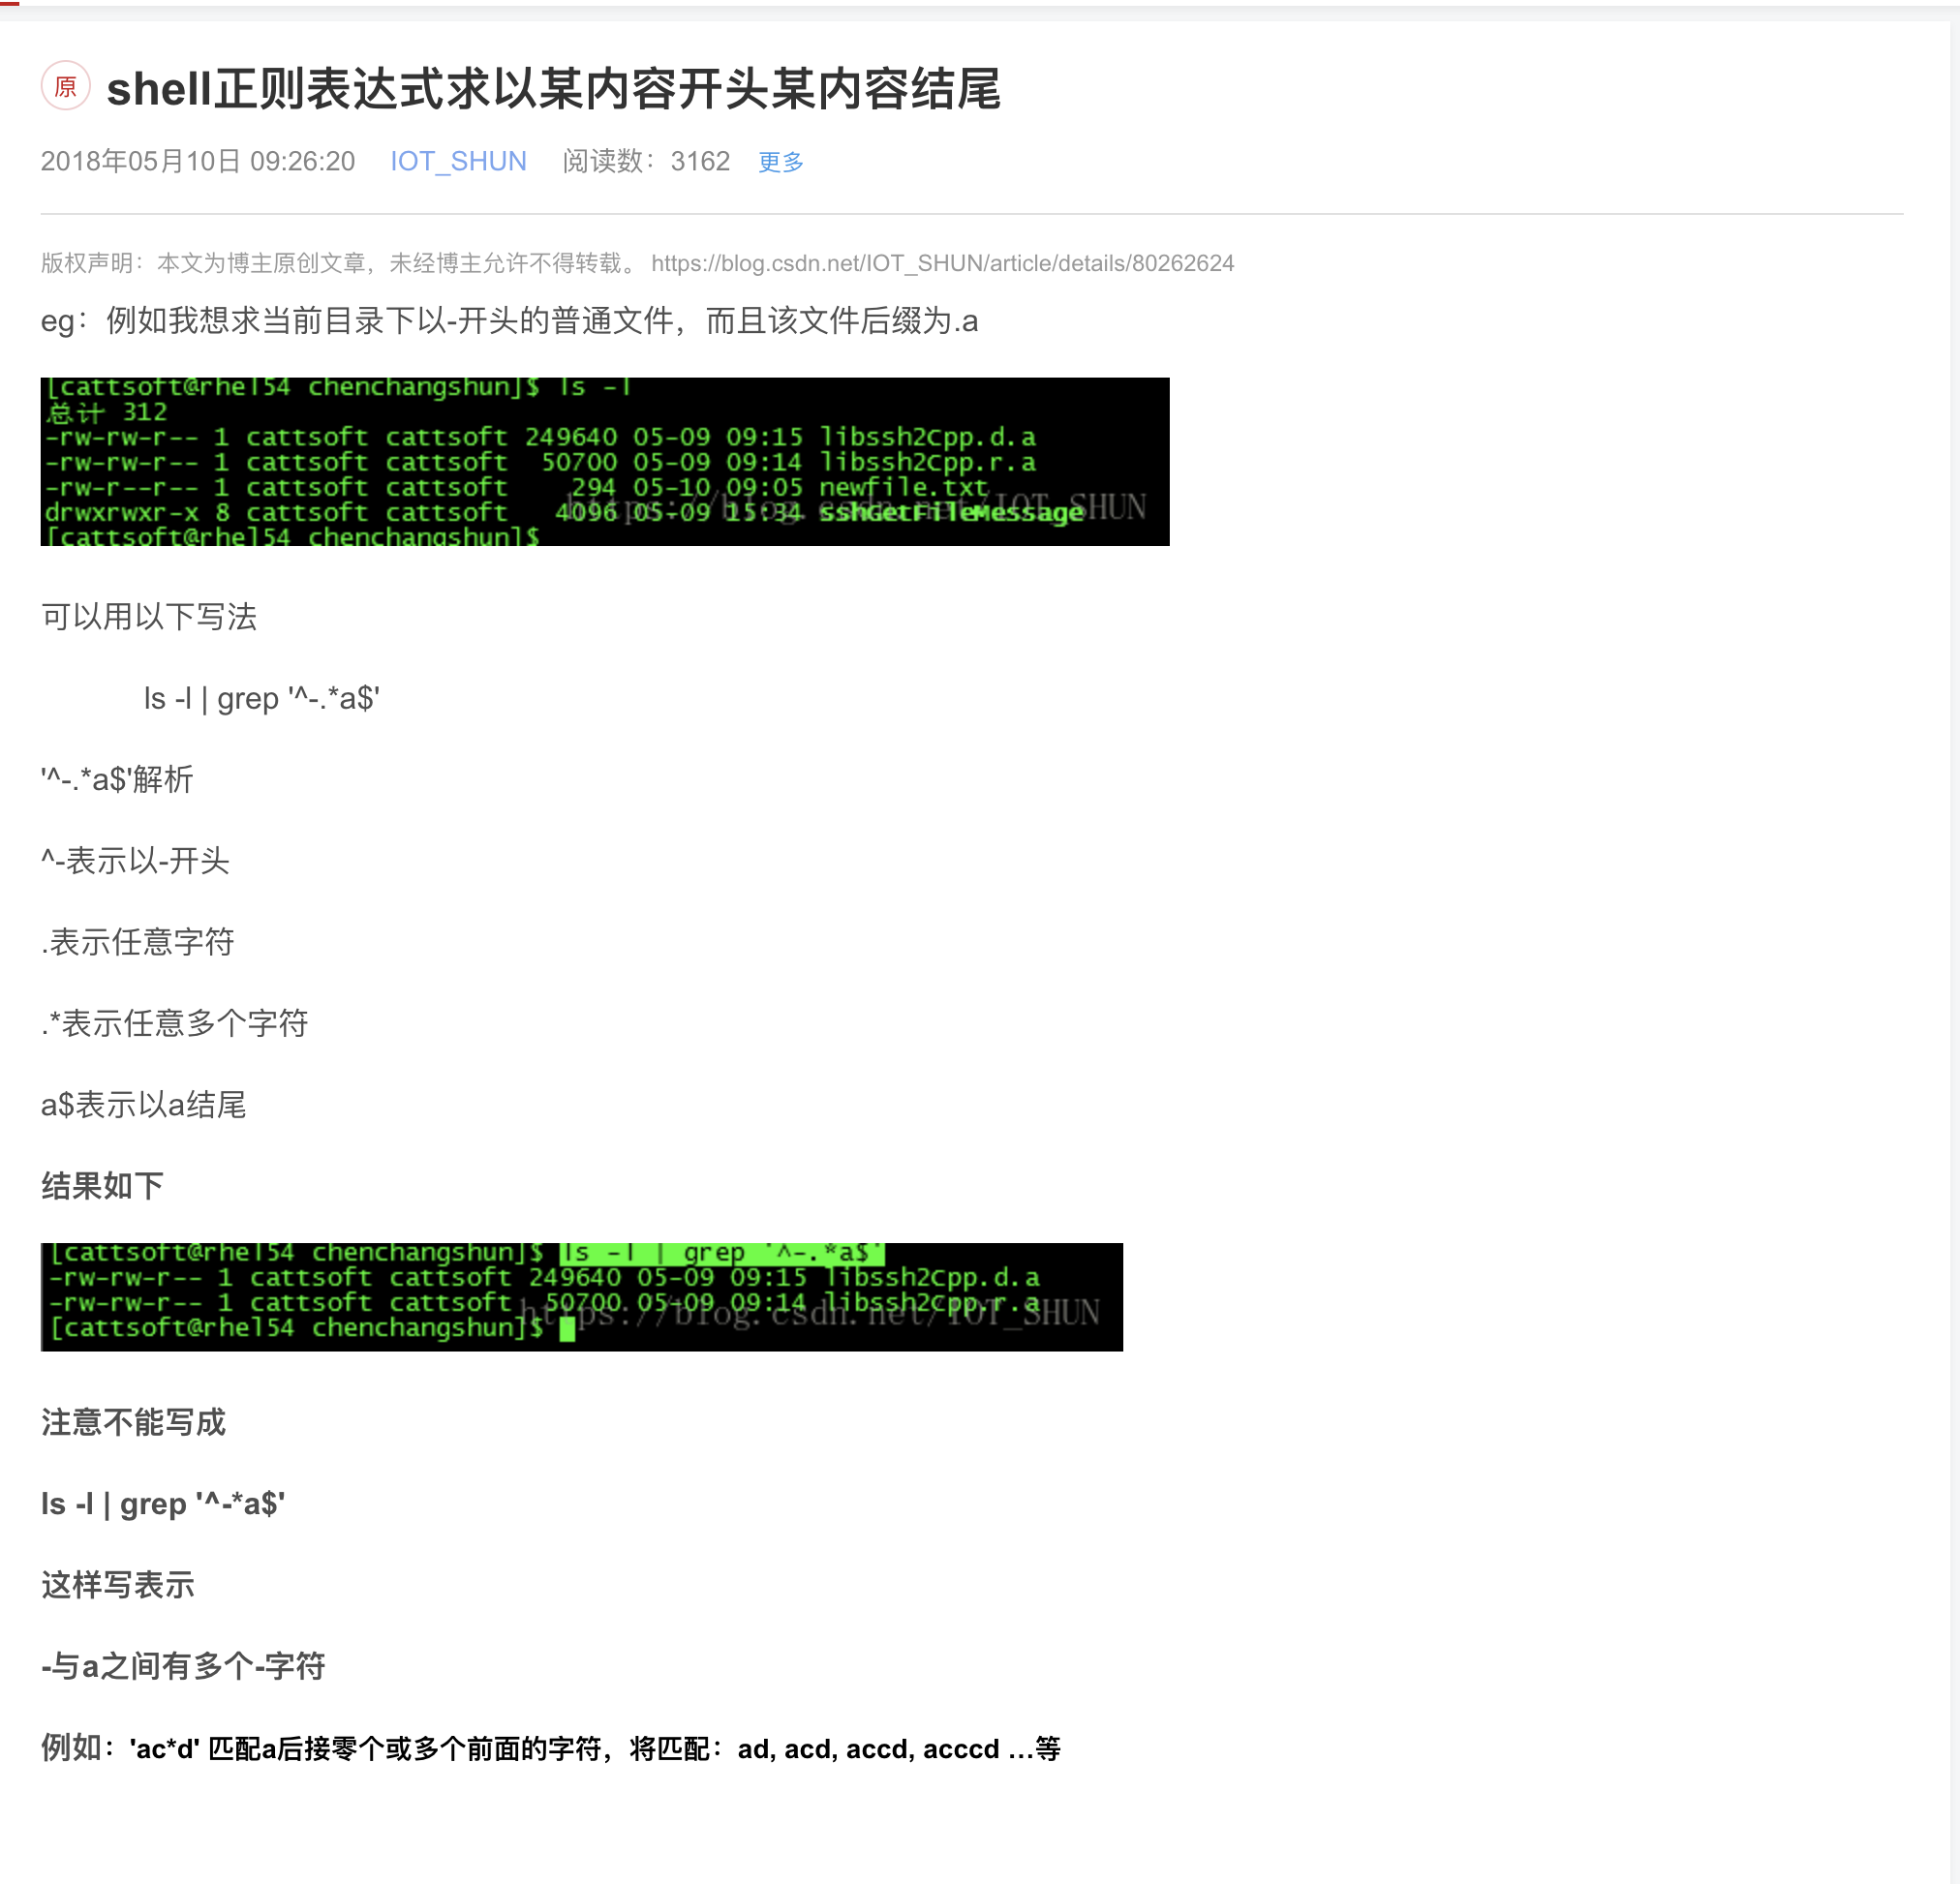 原 shell正则表达式求以某内容开头某内容结尾
2018年05月10日 09:26:20 IOT_SHUN 阅读数：3162 更多
版权声明：本文为博主原创文章，未经博主允许不得转载。 https://blog.csdn.net/IOT_SHUN/article/details/80262624
eg：例如我想求当前目录下以-开头的普通文件，而且该文件后缀为.a
[cattsoft@rhel54 chenchangshun]$ ls -l
总计 312
-rw-rw-r-- 1 cattsoft cattsoft 249640 05-09 09:15 libssh2cpp.d.a
-rw-rw-r-- 1 cattsoft cattsoft  50700 05-09 09:14 libssh2cpp.r.a
-rw-r--r-- 1 cattsoft cattsoft    294 05-10 09:05 newfile.txt
drwxrwxr-x 8 cattsoft cattsoft   4096 05-09 15:34 sshGetFileMessage
https://blog.csdn.net/IOT_SHUN
[cattsoft@rhel54 chenchangshun]$
可以用以下写法
ls -l | grep '^-.*a$'
'^-.*a$'解析
^-表示以-开头
.表示任意字符
.*表示任意多个字符
a$表示以a结尾
结果如下
[cattsoft@rhel54 chenchangshun]$ ls -l | grep '^-.*a$'
-rw-rw-r-- 1 cattsoft cattsoft 249640 05-09 09:15 libssh2cpp.d.a
-rw-rw-r-- 1 cattsoft cattsoft  50700 05-09 09:14 libssh2cpp.r.a
https://blog.csdn.net/IOT_SHUN
[cattsoft@rhel54 chenchangshun]$
注意不能写成
ls -l | grep '^-*a$'
这样写表示
-与a之间有多个-字符
例如：'ac*d' 匹配a后接零个或多个前面的字符，将匹配：ad, acd, accd, acccd …等